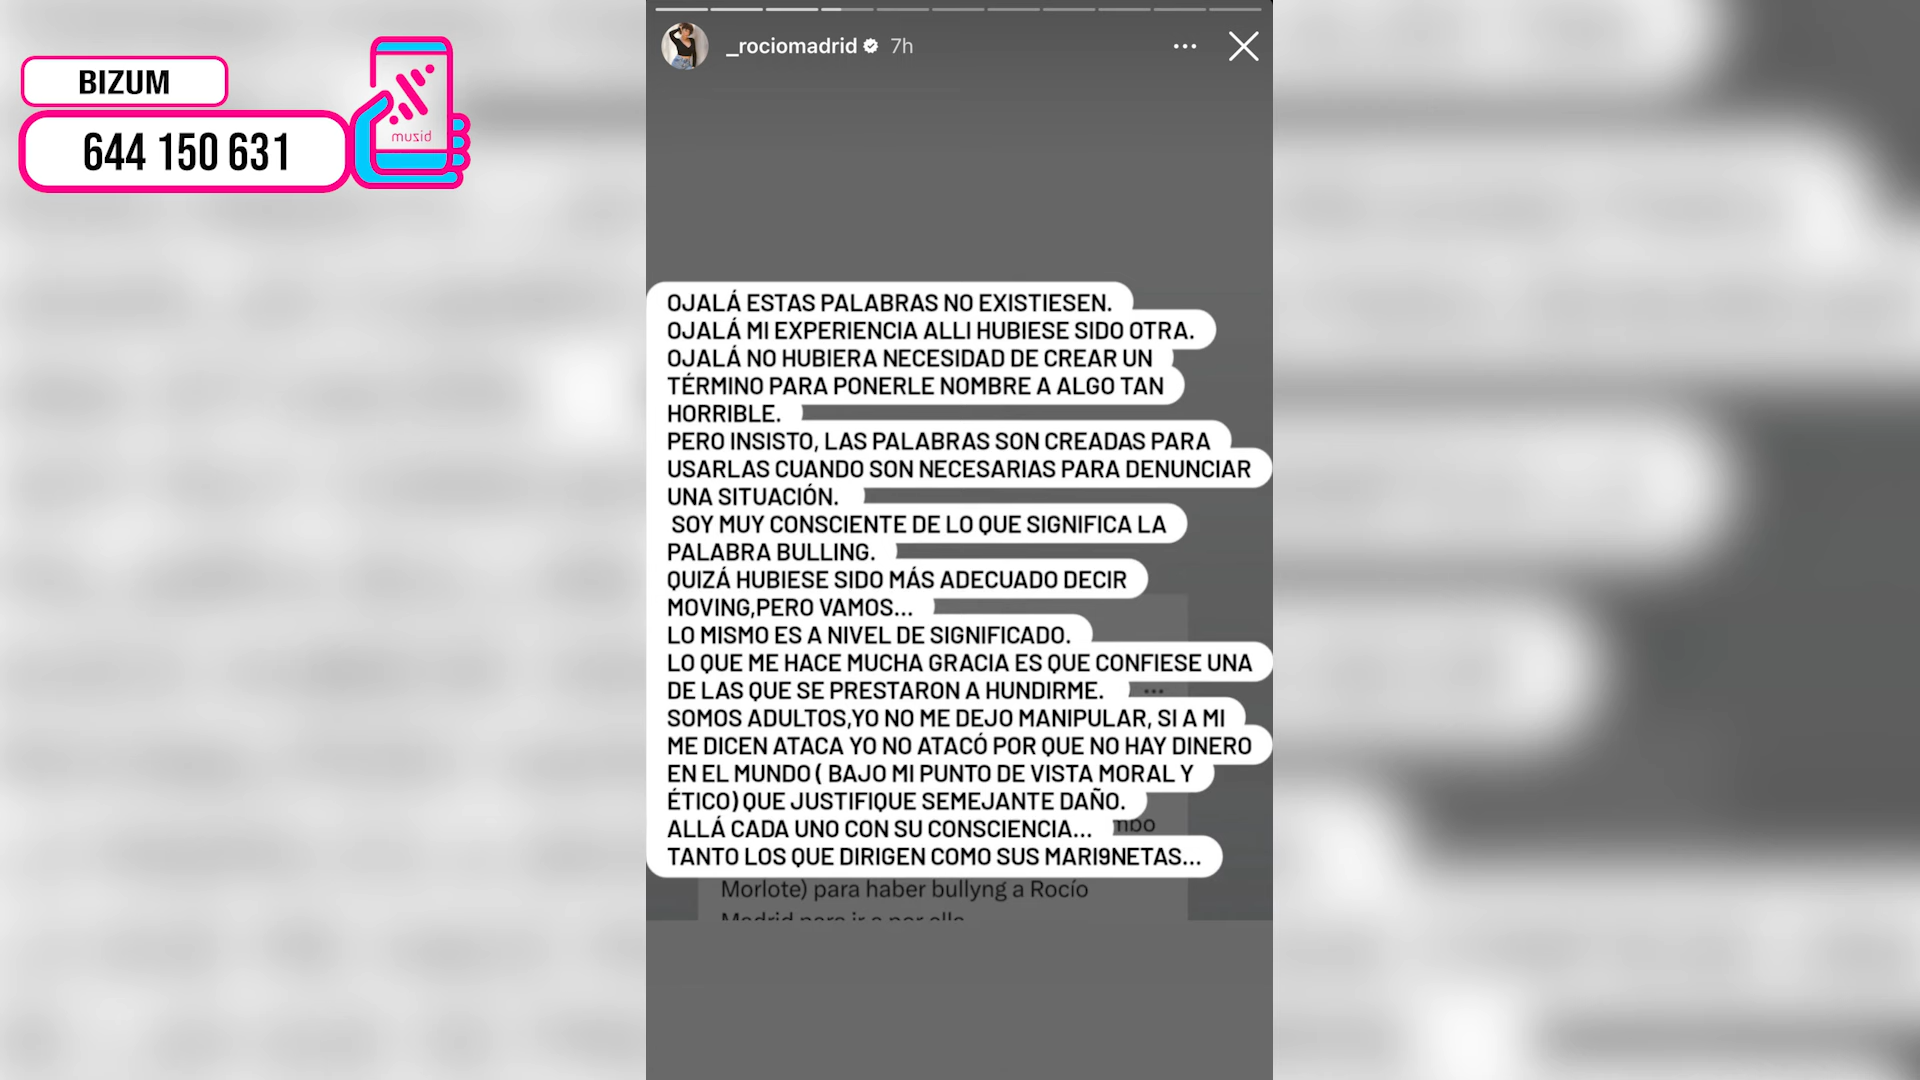 BIZUM
644 150 631
muzid
_rociomadrid 7h
OJALÁ ESTAS PALABRAS NO EXISTIESEN.
OJALÁ MI EXPERIENCIA ALLI HUBIESE SIDO OTRA.
OJALÁ NO HUBIERA NECESIDAD DE CREAR UN
TÉRMINO PARA PONERLE NOMBRE A ALGO TAN
HORRIBLE.
PERO INSISTO, LAS PALABRAS SON CREADAS PARA
USARLAS CUANDO SON NECESARIAS PARA DENUNCIAR
UNA SITUACIÓN.
SOY MUY CONSCIENTE DE LO QUE SIGNIFICA LA
PALABRA BULLING.
QUIZÁ HUBIESE SIDO MÁS ADECUADO DECIR
MOVING,PERO VAMOS...
LO MISMO ES A NIVEL DE SIGNIFICADO.
LO QUE ME HACE MUCHA GRACIA ES QUE CONFIESE UNA
DE LAS QUE SE PRESTARON A HUNDIRME.
SOMOS ADULTOS,YO NO ME DEJO MANIPULAR, SI A MI
ME DICEN ATACA YO NO ATACÓ POR QUE NO HAY DINERO
EN EL MUNDO ( BAJO MI PUNTO DE VISTA MORAL Y
ÉTICO) QUE JUSTIFIQUE SEMEJANTE DAÑO.
ALLÁ CADA UNO CON SU CONSCIENCIA...
TANTO LOS QUE DIRIGEN COMO SUS MARI9NETAS...
Morlote) para haber bullyng a Rocío
Madrid para ir a por ella